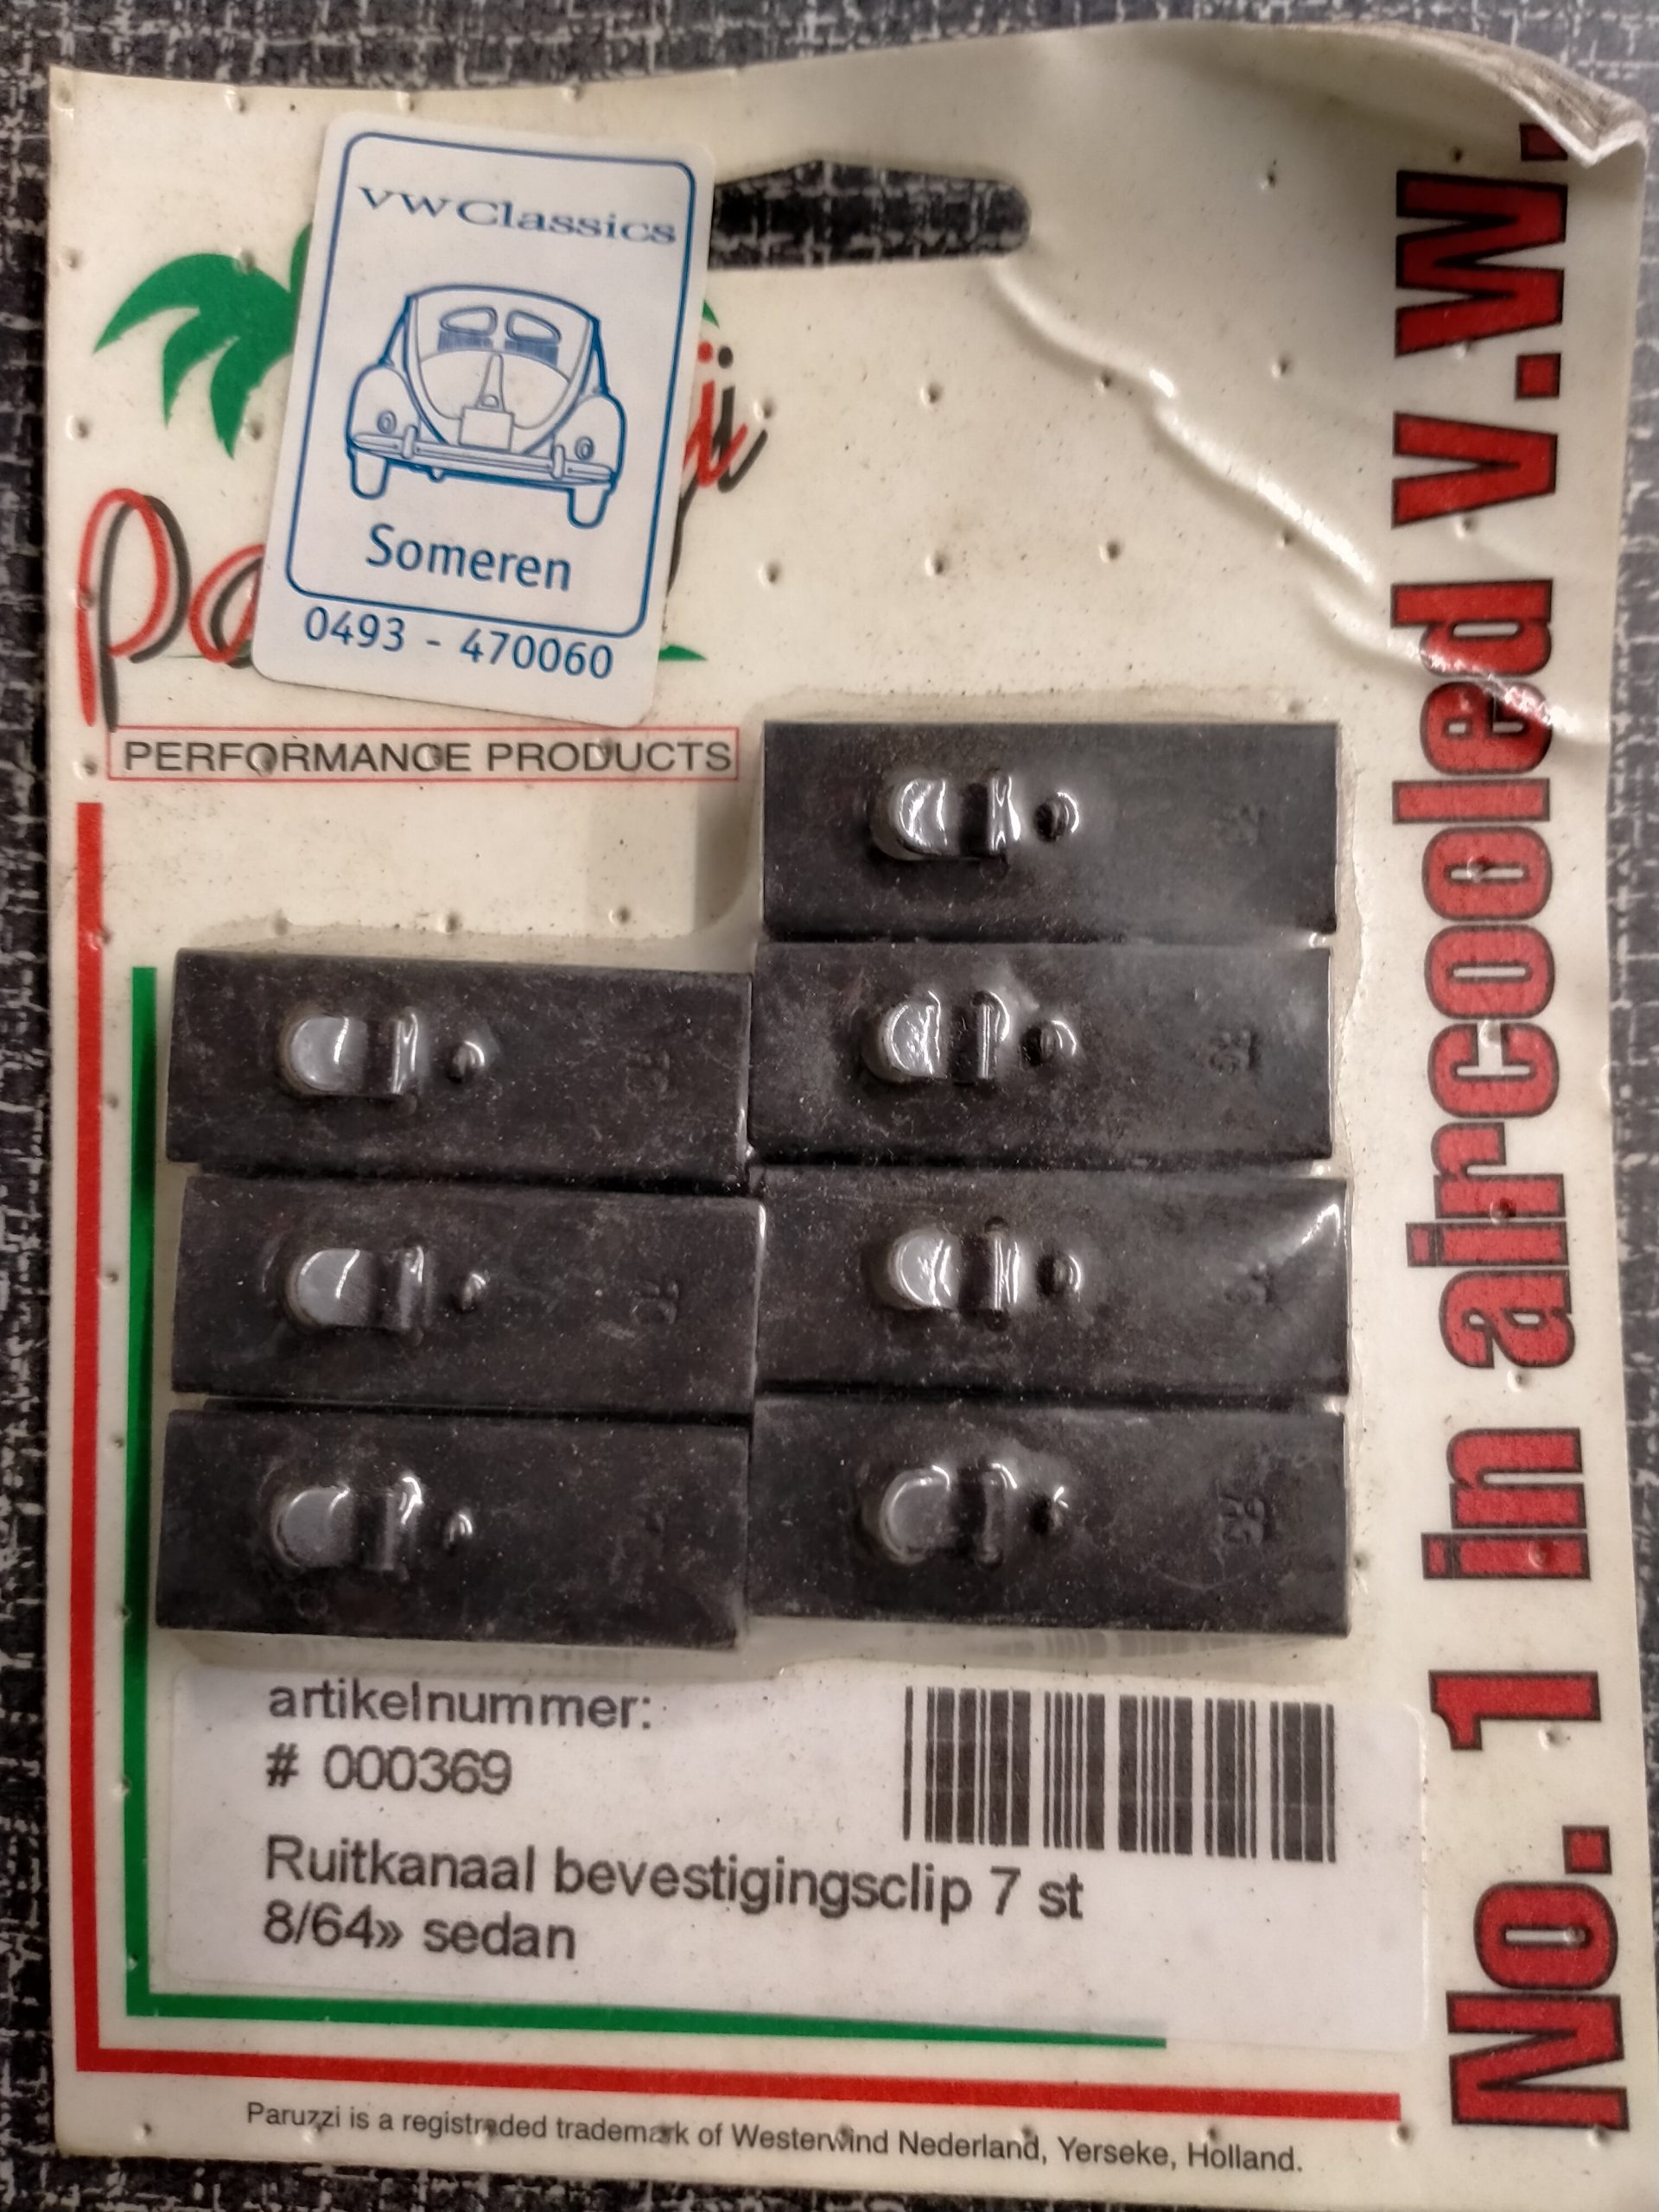 VWClassics
Someren
0493 - 470060
PERFORMANCE PRODUCTS
No. 1 in aircooled V.W.
artikelnummer:
# 000369
Ruitkanaal bevestigingsclip 7 st
8/64» sedan
Paruzzi is a registraded trademark of Westerwind Nederland, Yerseke, Holland.